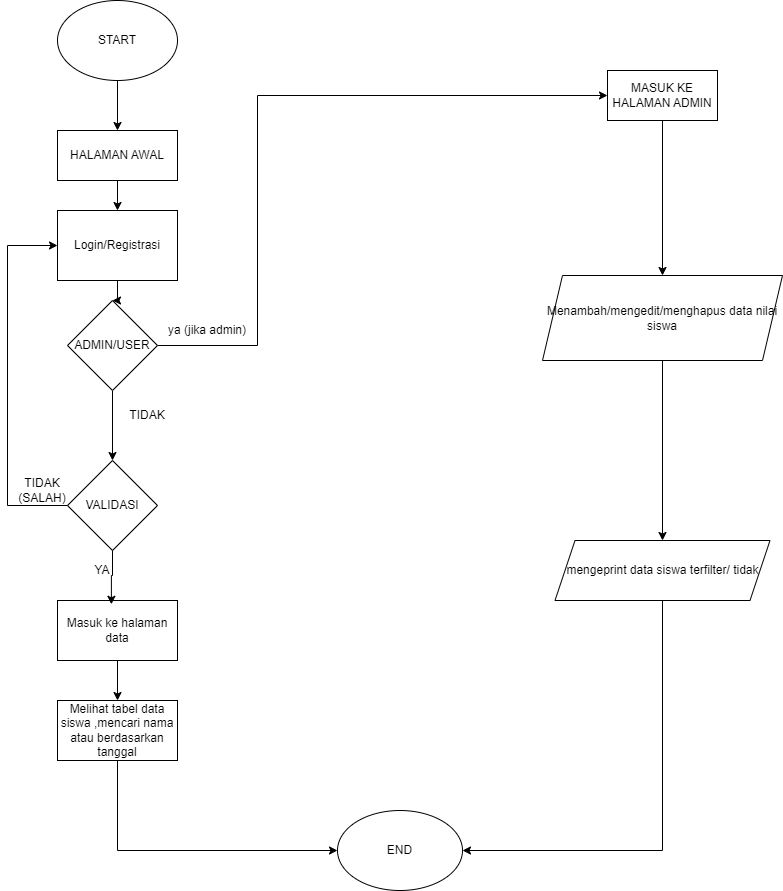 START
MASUK KE
HALAMAN ADMIN
HALAMAN AWAL
Login/Registrasi
ADMIN/USER
ya (jika admin)
Menambah/mengedit/menghapus data nilai
siswa
TIDAK
TIDAK
(SALAH)
VALIDASI
YA
mengeprint data siswa terfilter/ tidak
Masuk ke halaman
data
Melihat tabel data
siswa ,mencari nama
atau berdasarkan
tanggal
END